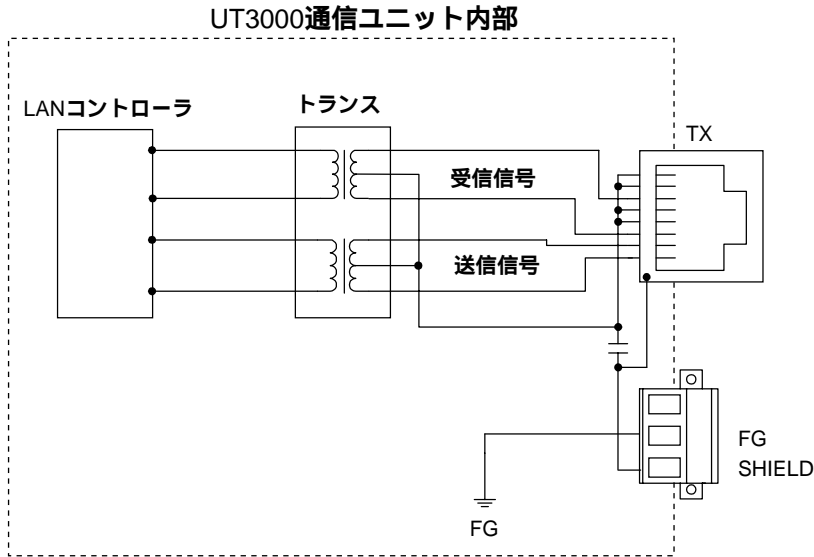 UT3000通信ユニット内部
LANコントローラ
トランス
TX
受信信号
送信信号
FG
SHIELD
FG